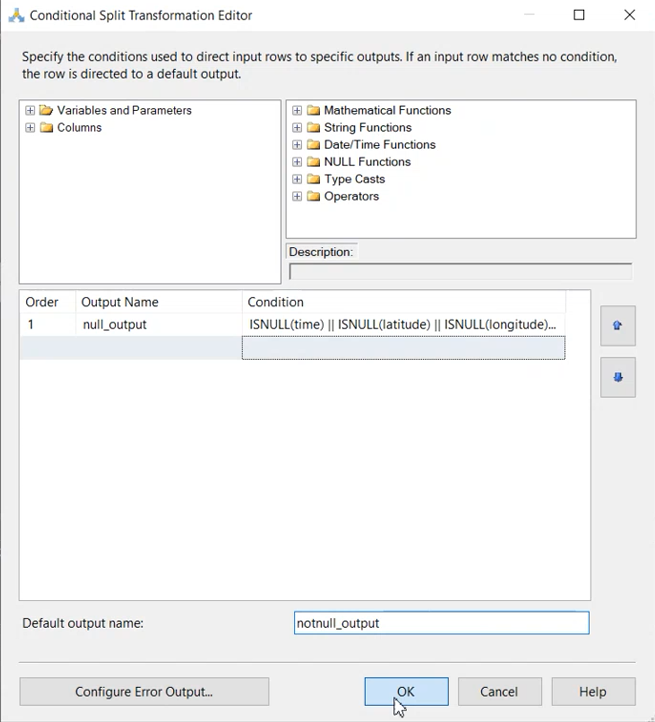 Conditional Split Transformation Editor
Specify the conditions used to direct input rows to specific outputs. If an input row matches no condition,
the row is directed to a default output.
Variables and Parameters
Columns
Mathematical Functions
String Functions
Date/Time Functions
NULL Functions
Type Casts
Operators
Description:
Order Output Name Condition
1 null_output ISNULL(time) || ISNULL(latitude) || ISNULL(longitude)...
Default output name: notnull_output
Configure Error Output... OK Cancel Help